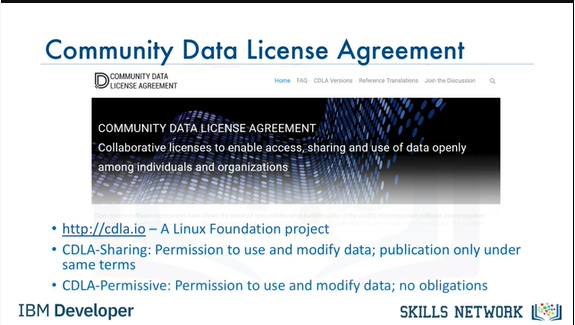 Community Data License Agreement
COMMUNITY DATA
LICENSE AGREEMENT
Home FAQ CDLA Versions Reference Translations Join the Discussion
COMMUNITY DATA LICENSE AGREEMENT
Collaborative licenses to enable access, sharing and use of data openly
among individuals and organizations
• http://cdla.io – A Linux Foundation project
• CDLA-Sharing: Permission to use and modify data; publication only under
same terms
• CDLA-Permissive: Permission to use and modify data; no obligations
IBM Developer
SKILLS NETWORK